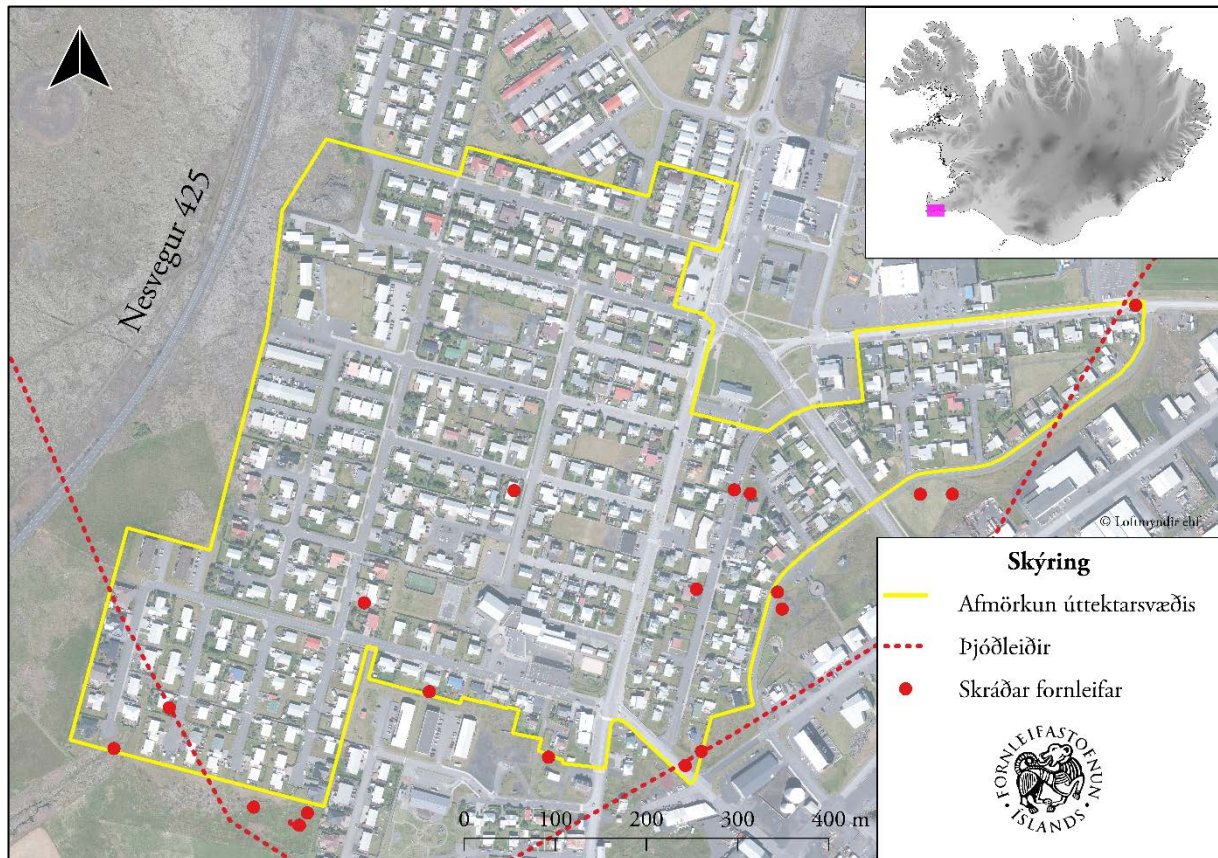 Nesvegur 425
© Loftmyndir ehf
Skýring
Afmörkun úttektarsvæðis
Þjóðleiðir
Skráðar fornleifar
FORNLEIFASTOFNUN · ÍSLANDS ·
0 100 200 300 400 m